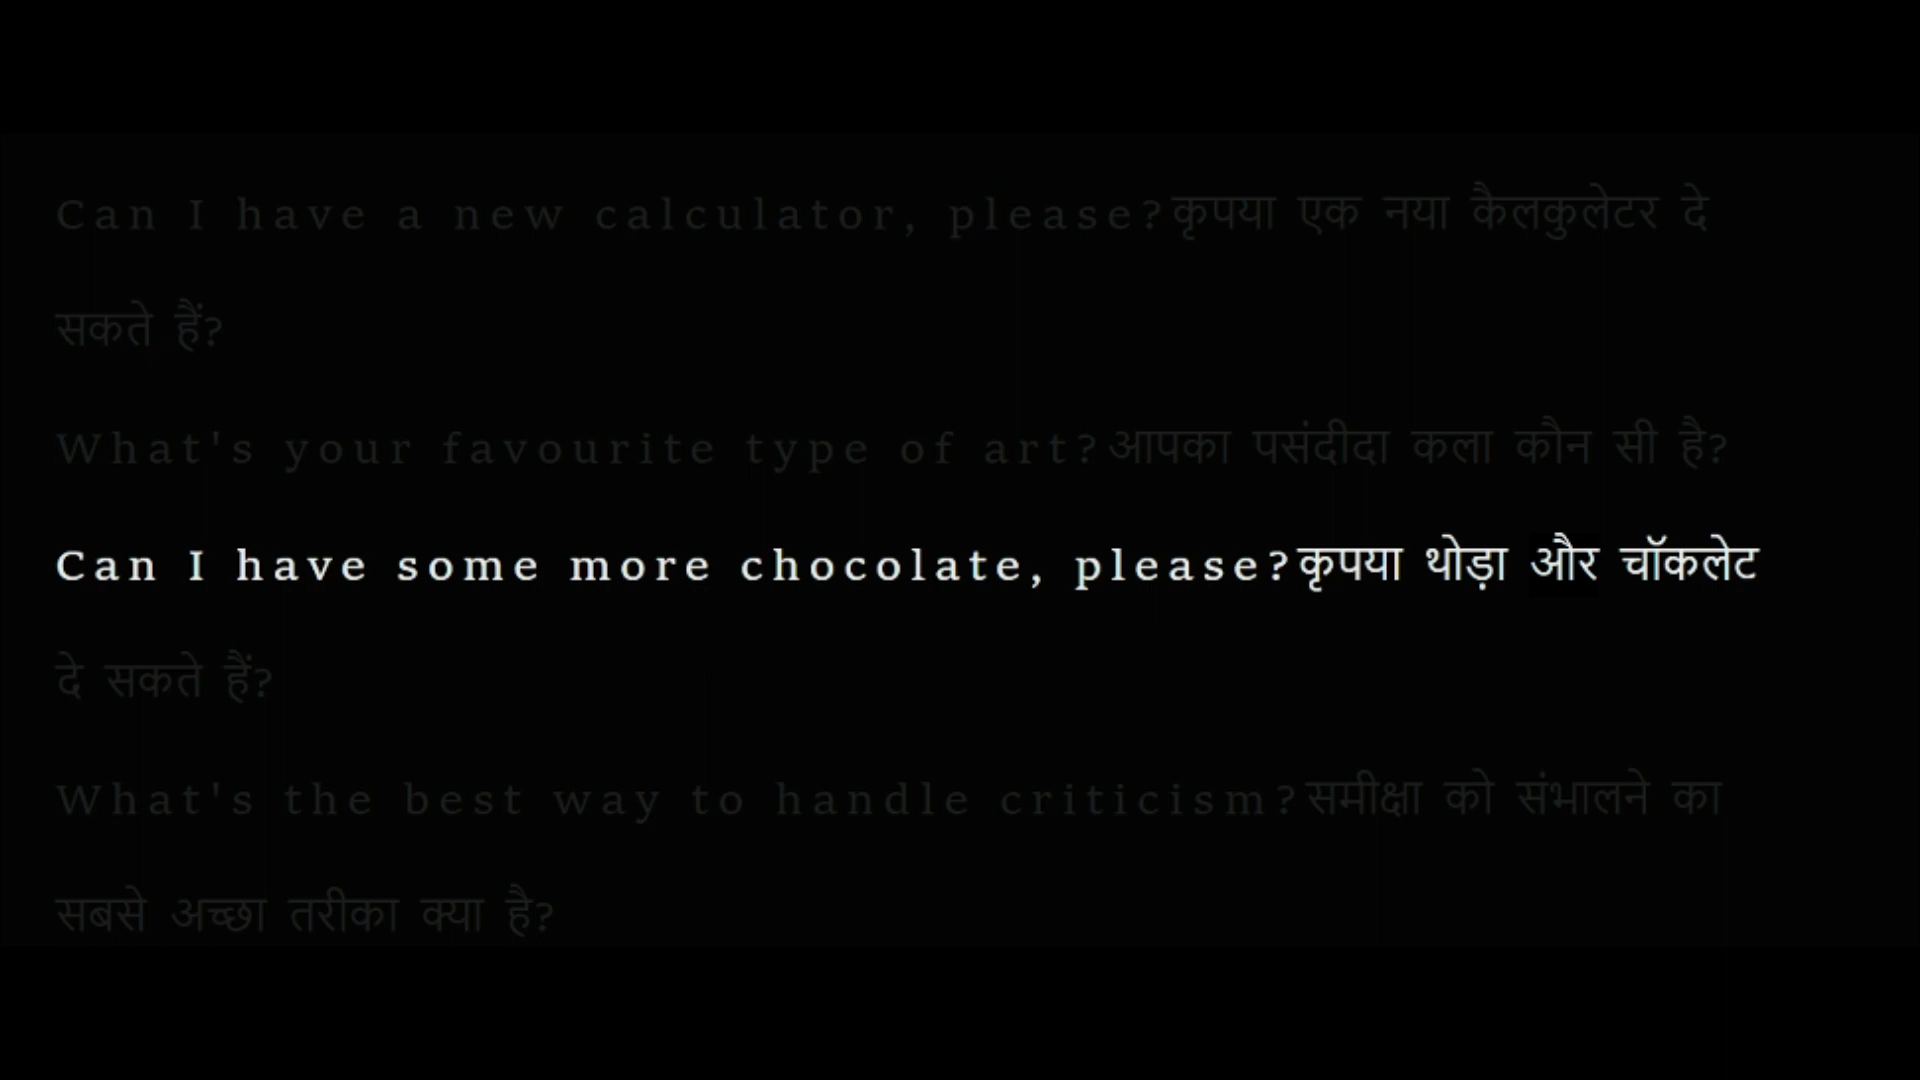 Can I have a new calculator, please?कृपया एक नया कैलकुलेटर दे
सकते हैं?
What's your favourite type of art?आपका पसंदीदा कला कौन सी है?
Can I have some more chocolate, please?कृपया थोड़ा और चॉकलेट
दे सकते हैं?
What's the best way to handle criticism?समीक्षा को संभालने का
सबसे अच्छा तरीका क्या है?